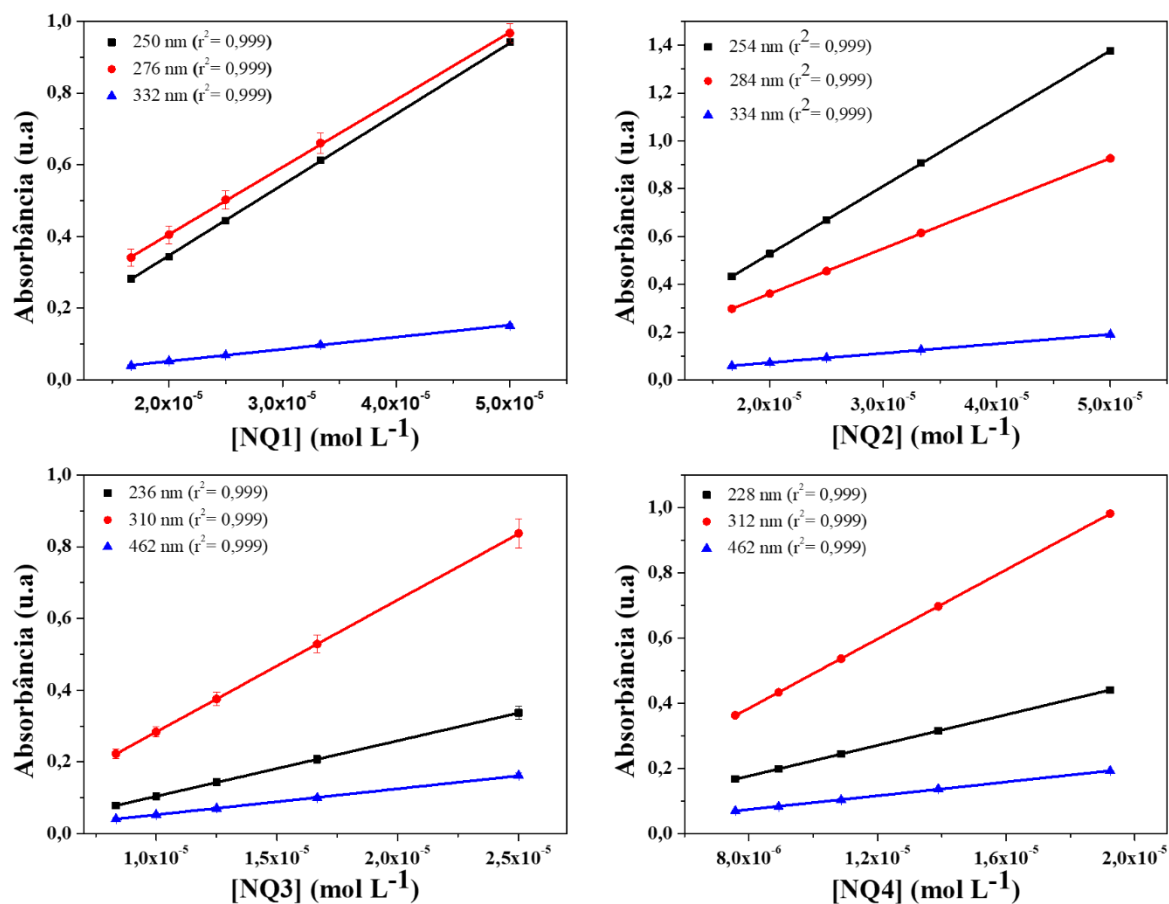 1,0
0,8
0,6
0,4
0,2
0,0
Absorbância (u.a)
250 nm (r²= 0,999)
276 nm (r²= 0,999)
332 nm (r²= 0,999)
2,0x10⁻⁵ 3,0x10⁻⁵ 4,0x10⁻⁵ 5,0x10⁻⁵
[NQ1] (mol L⁻¹)
1,4
1,2
1,0
0,8
0,6
0,4
0,2
0,0
Absorbância (u.a)
254 nm (r²= 0,999)
284 nm (r²= 0,999)
334 nm (r²= 0,999)
2,0x10⁻⁵ 3,0x10⁻⁵ 4,0x10⁻⁵ 5,0x10⁻⁵
[NQ2] (mol L⁻¹)
1,0
0,8
0,6
0,4
0,2
0,0
Absorbância (u.a)
236 nm (r²= 0,999)
310 nm (r²= 0,999)
462 nm (r²= 0,999)
1,0x10⁻⁵ 1,5x10⁻⁵ 2,0x10⁻⁵ 2,5x10⁻⁵
[NQ3] (mol L⁻¹)
1,0
0,8
0,6
0,4
0,2
0,0
Absorbância (u.a)
228 nm (r²= 0,999)
312 nm (r²= 0,999)
462 nm (r²= 0,999)
8,0x10⁻⁶ 1,2x10⁻⁵ 1,6x10⁻⁵ 2,0x10⁻⁵
[NQ4] (mol L⁻¹)